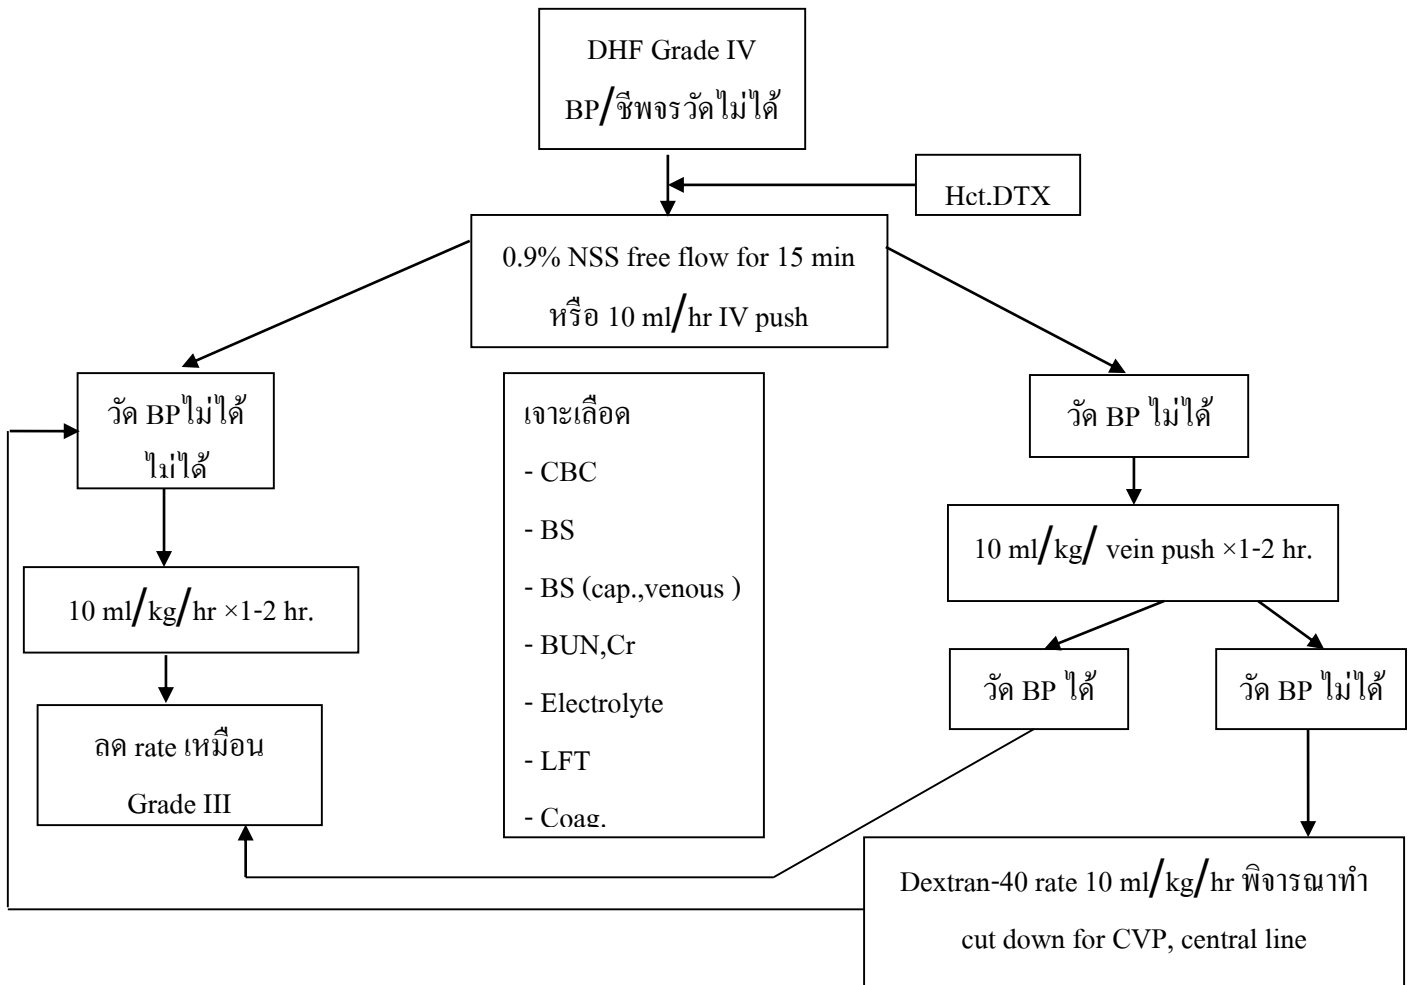 DHF Grade IV
BP/ชีพจรวัดไม่ได้
Hct.DTX
0.9% NSS free flow for 15 min
หรือ 10 ml/hr IV push
วัด BPไม่ได้
ไม่ได้
10 ml/kg/hr ×1-2 hr.
ลด rate เหมือน
Grade III
เจาะเลือด
- CBC
- BS
- BS (cap.,venous )
- BUN,Cr
- Electrolyte
- LFT
- Coag.
วัด BP ไม่ได้
10 ml/kg/ vein push ×1-2 hr.
วัด BP ได้
วัด BP ไม่ได้
Dextran-40 rate 10 ml/kg/hr พิจารณาทำ
cut down for CVP, central line